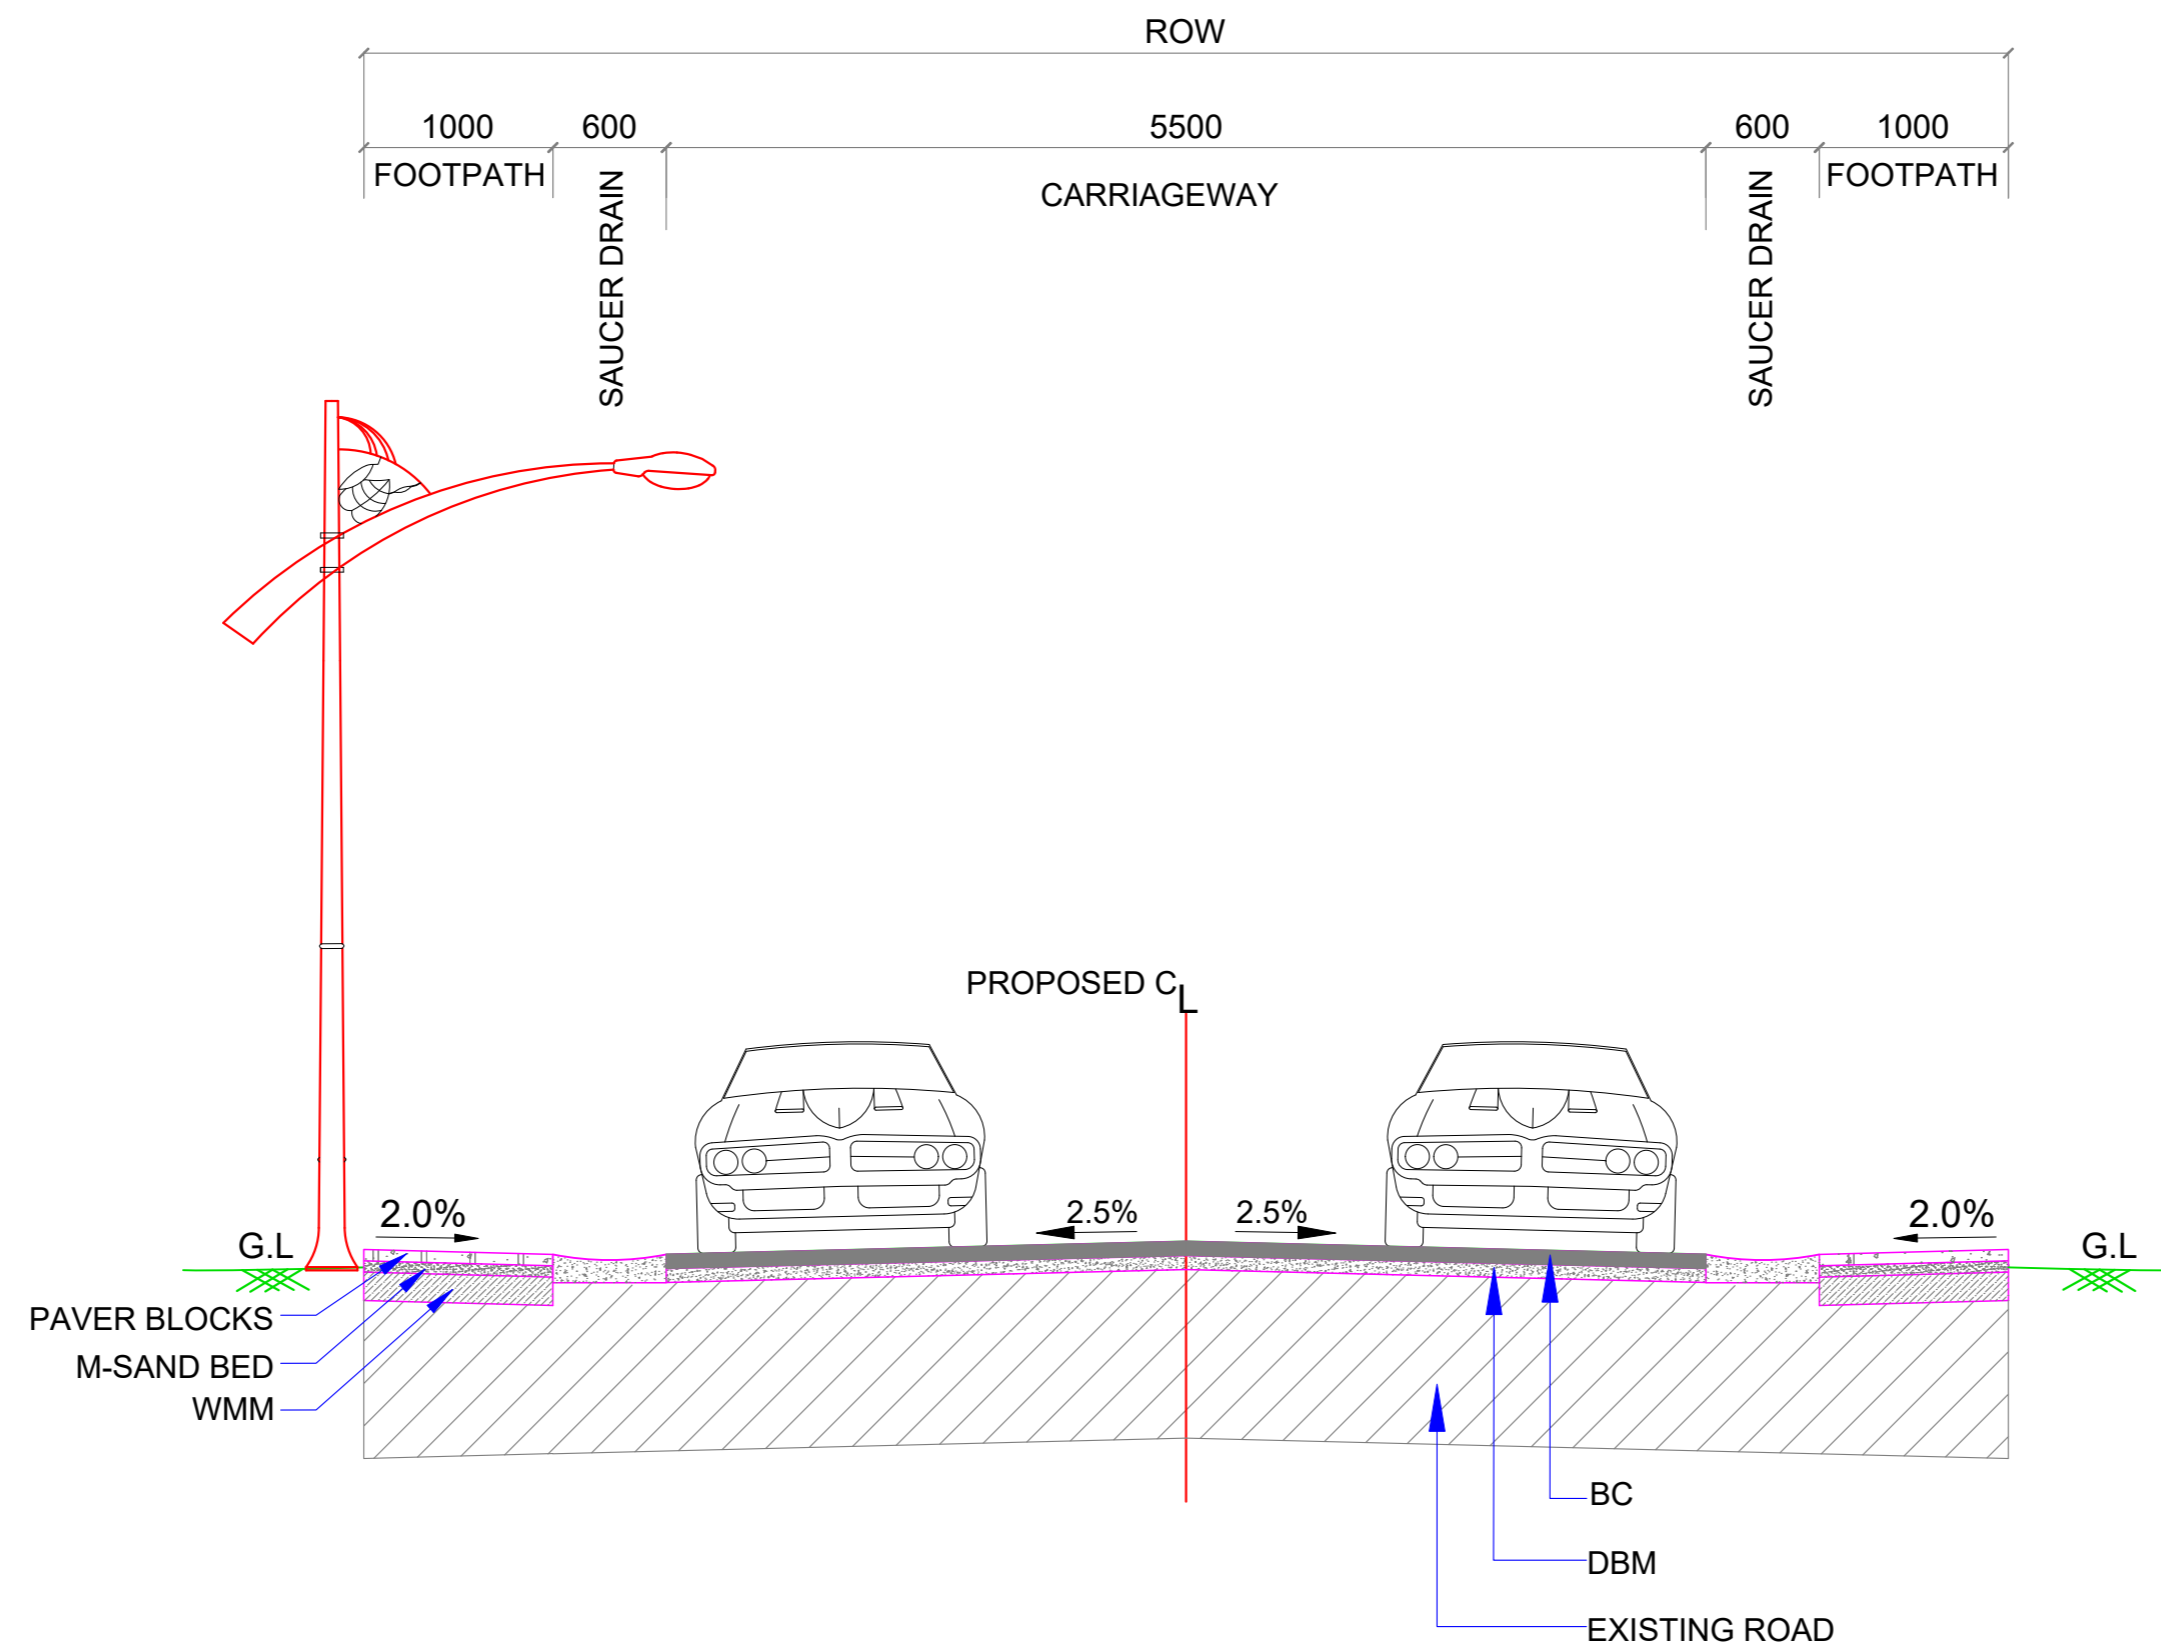 ROW
1000 600 5500 600 1000
FOOTPATH SAUCER DRAIN CARRIAGEWAY SAUCER DRAIN FOOTPATH
PROPOSED CL
2.0% 2.5% 2.5% 2.0%
G.L G.L
PAVER BLOCKS
M-SAND BED
WMM
BC
DBM
EXISTING ROAD